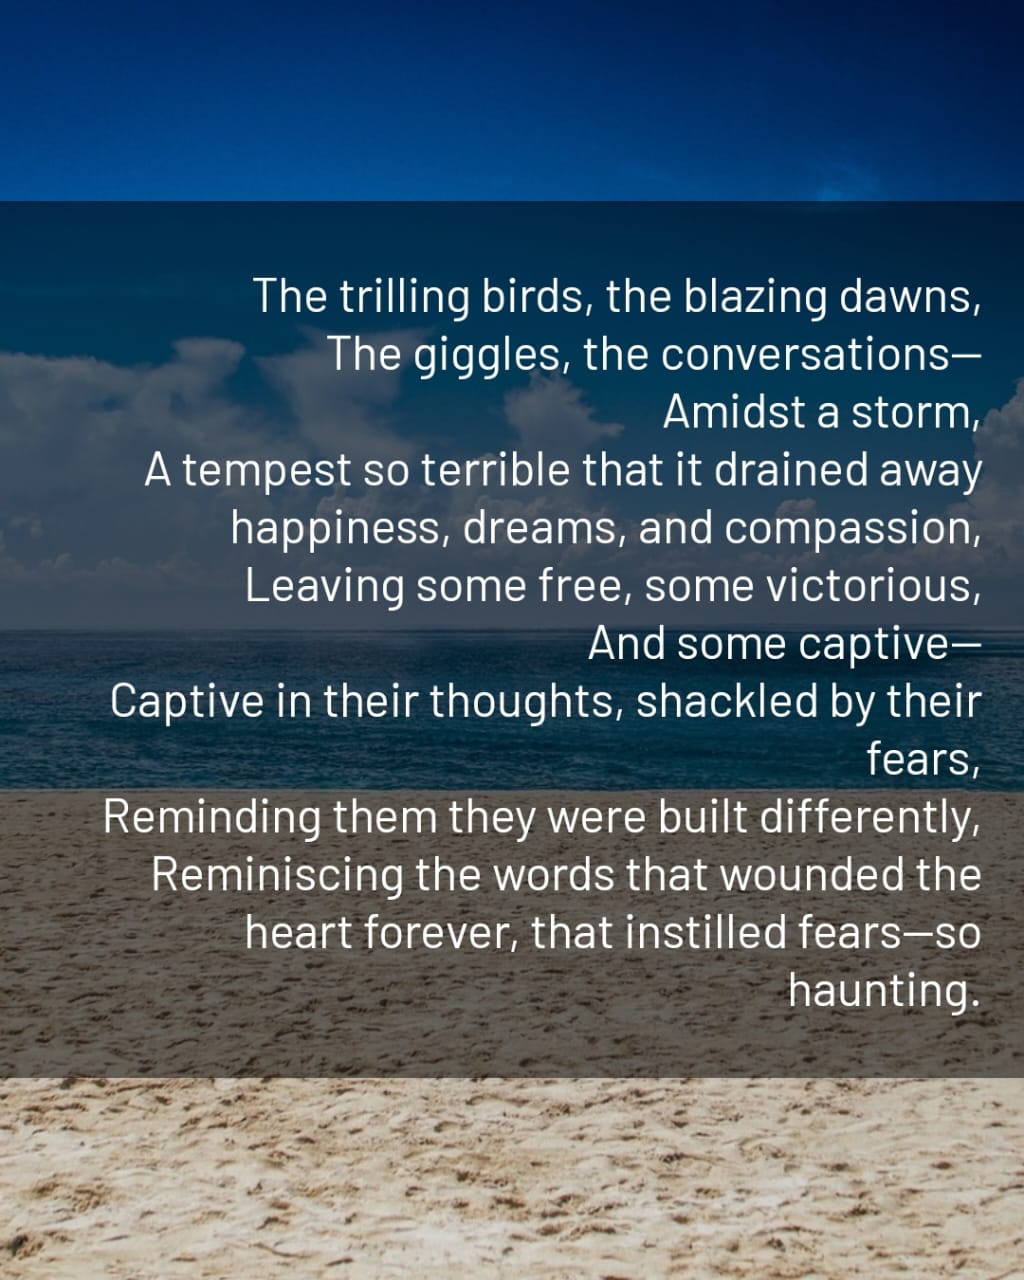 The trilling birds, the blazing dawns,
The giggles, the conversations—
Amidst a storm,
A tempest so terrible that it drained away
happiness, dreams, and compassion,
Leaving some free, some victorious,
And some captive—
Captive in their thoughts, shackled by their
fears,
Reminding them they were built differently,
Reminiscing the words that wounded the
heart forever, that instilled fears—so
haunting.